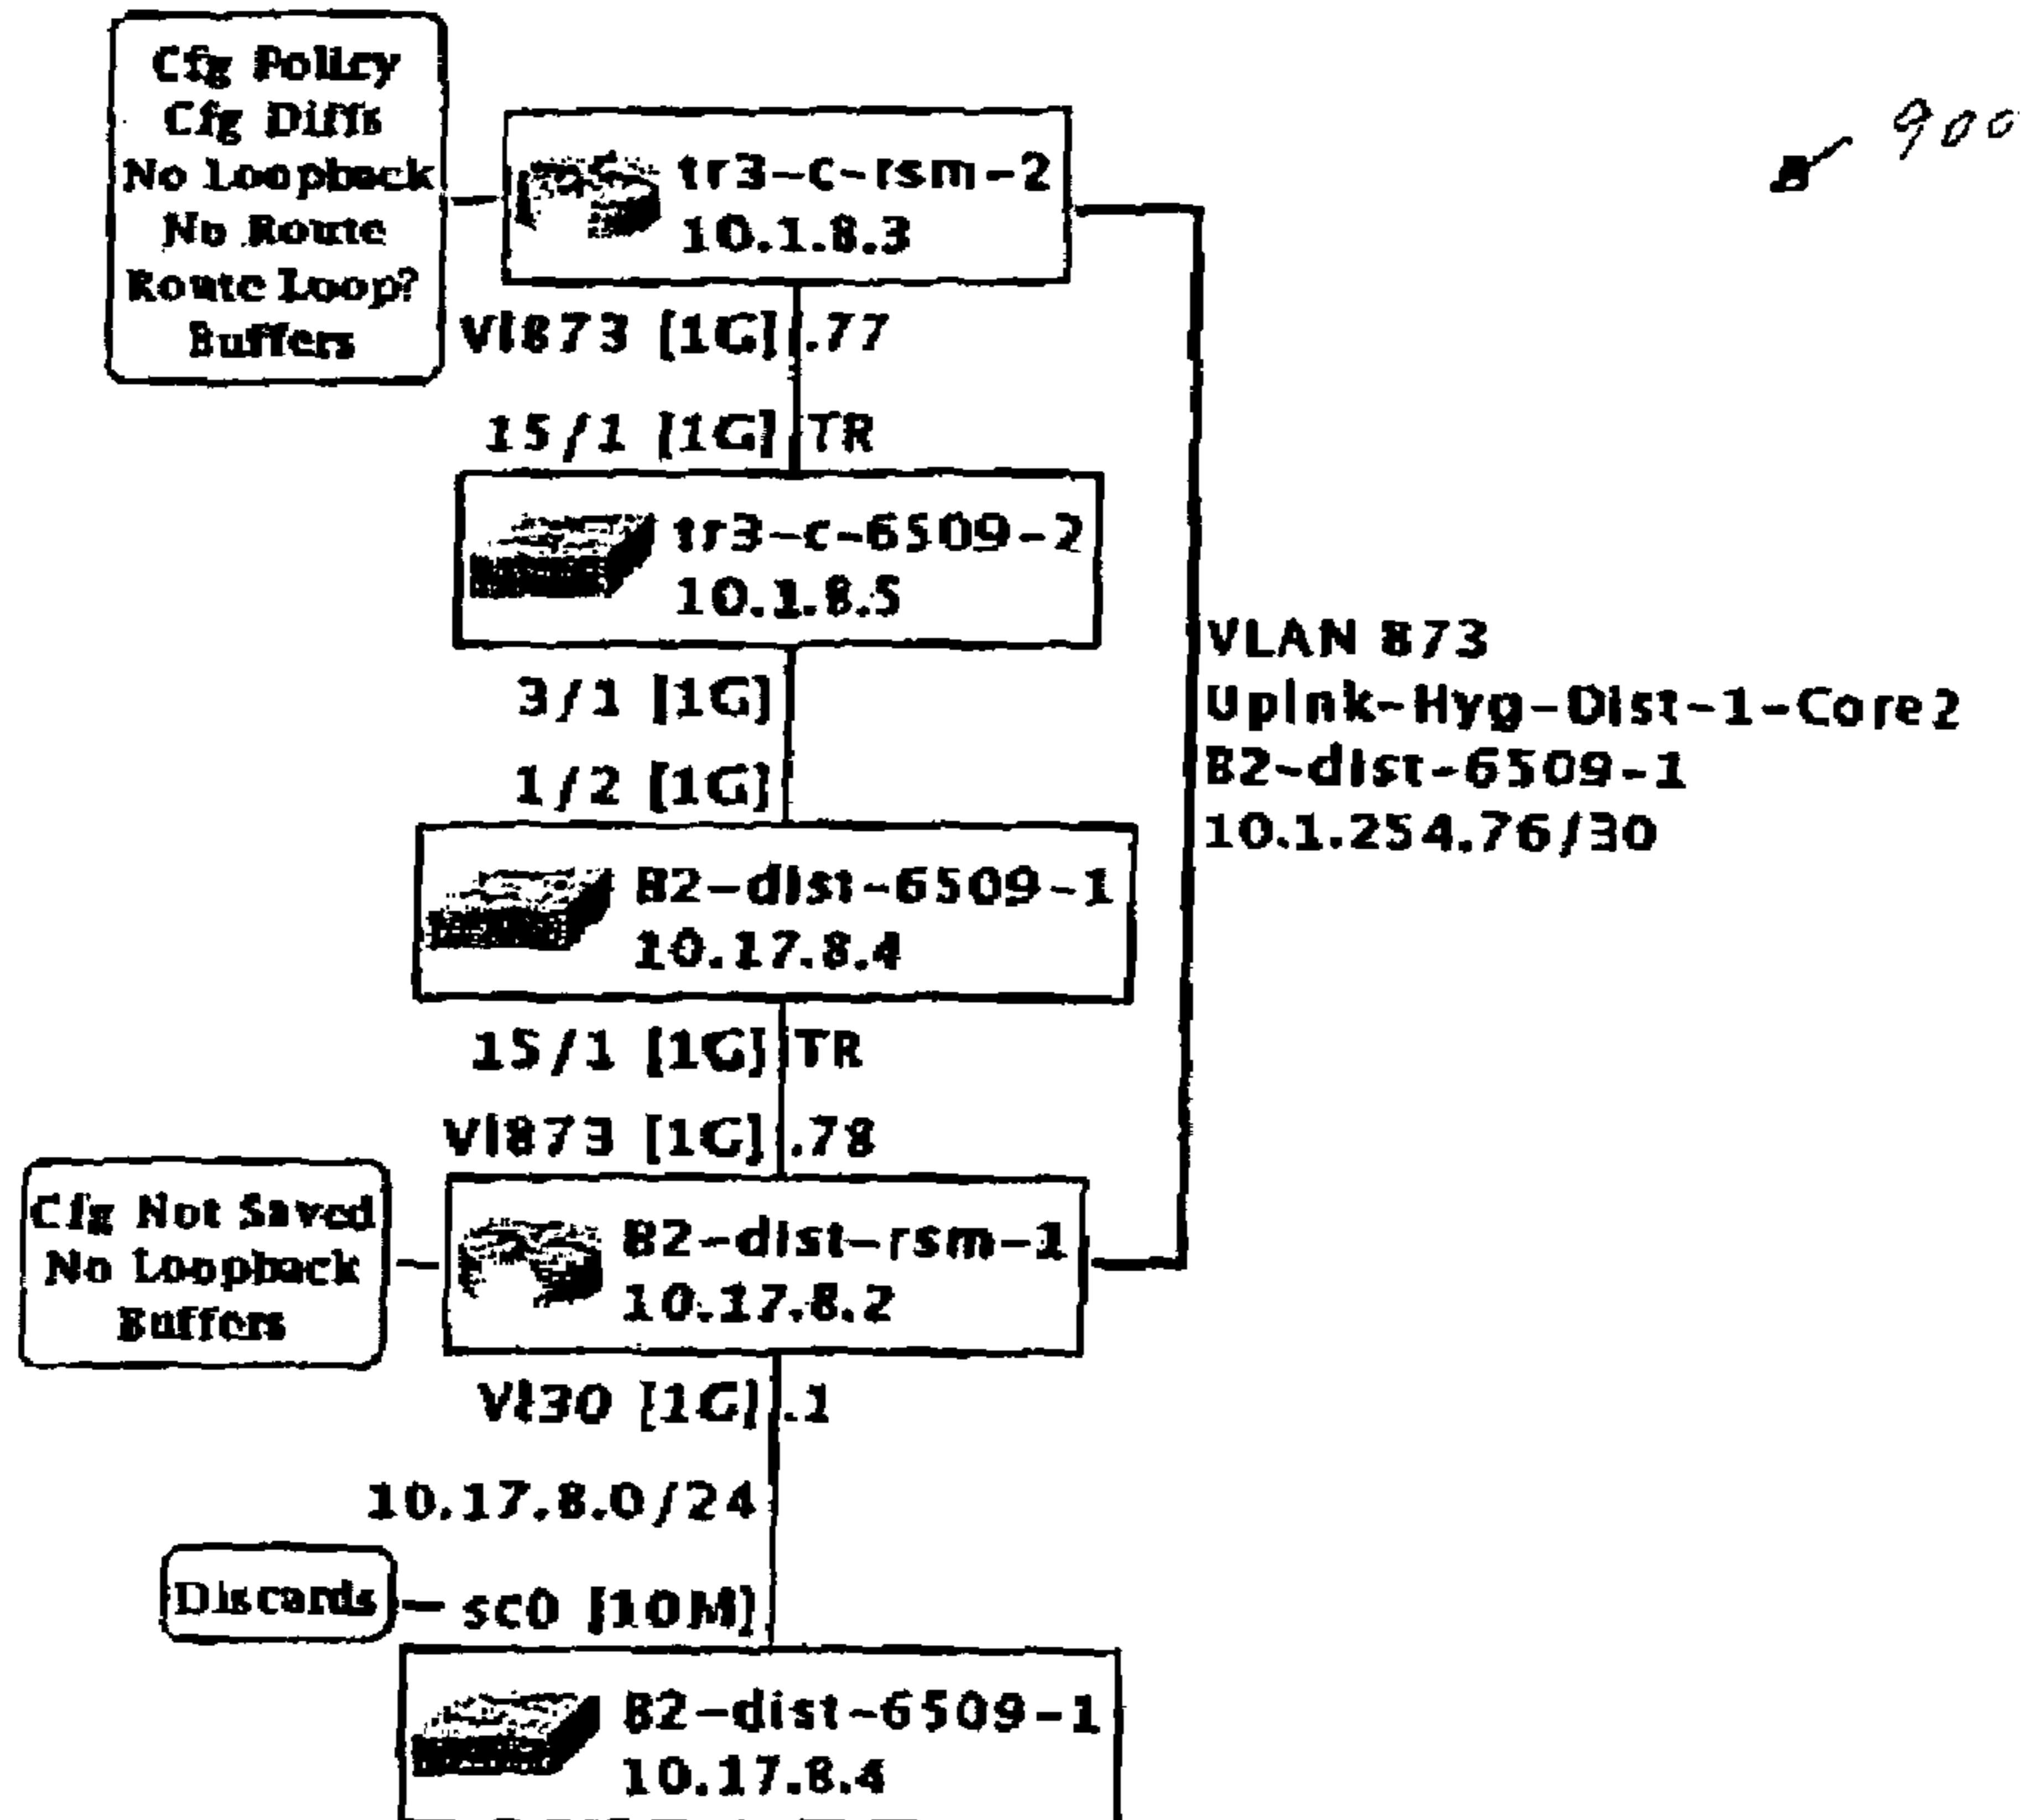 Cfg Policy
Cfg Diffs
No Loopback
No Route
Route Loop?
Buffers
900
tr3-c-rsm-2
10.1.8.3
Vl873 [1G] .77
15/1 [1G] TR
tr3-c-6509-2
10.1.8.5
3/1 [1G]
1/2 [1G]
VLAN 873
Uplnk-Hyg-Dist-1-Core2
B2-dist-6509-1
10.1.254.76/30
B2-dist-6509-1
10.17.8.4
15/1 [1G] TR
Vl873 [1G] .78
Cfg Not Saved
No Loopback
Buffers
B2-dist-rsm-1
10.17.8.2
Vl30 [1G] .1
10.17.8.0/24
Discards
sc0 [10M]
B2-dist-6509-1
10.17.8.4